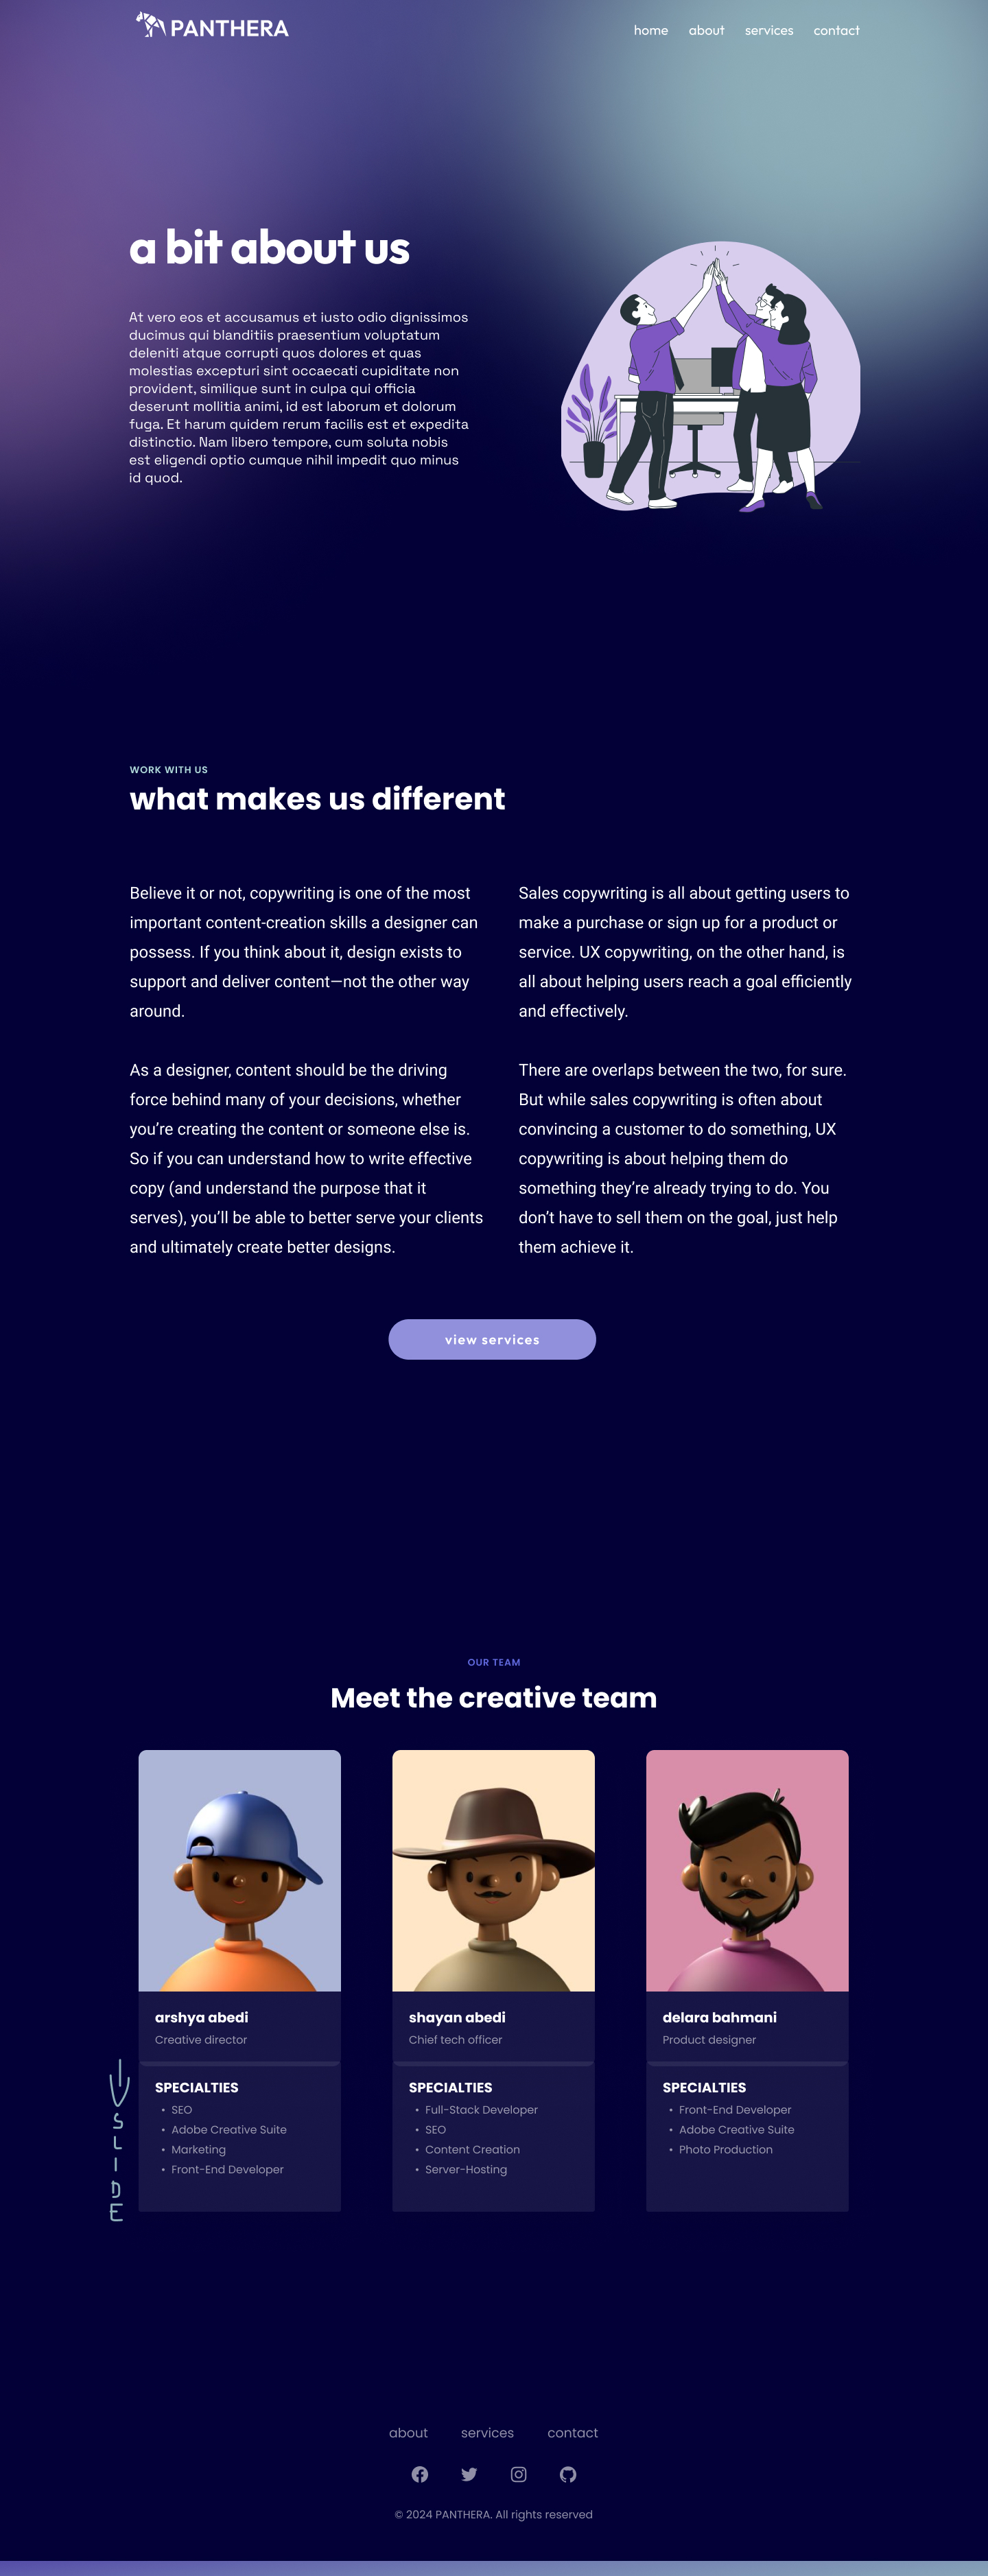 PANTHERA
home about services contact
a bit about us
At vero eos et accusamus et iusto odio dignissimos
ducimus qui blanditiis praesentium voluptatum
deleniti atque corrupti quos dolores et quas
molestias excepturi sint occaecati cupiditate non
provident, similique sunt in culpa qui officia
deserunt mollitia animi, id est laborum et dolorum
fuga. Et harum quidem rerum facilis est et expedita
distinctio. Nam libero tempore, cum soluta nobis
est eligendi optio cumque nihil impedit quo minus
id quod.
WORK WITH US
what makes us different
Believe it or not, copywriting is one of the most
important content-creation skills a designer can
possess. If you think about it, design exists to
support and deliver content—not the other way
around.
As a designer, content should be the driving
force behind many of your decisions, whether
you’re creating the content or someone else is.
So if you can understand how to write effective
copy (and understand the purpose that it
serves), you’ll be able to better serve your clients
and ultimately create better designs.
Sales copywriting is all about getting users to
make a purchase or sign up for a product or
service. UX copywriting, on the other hand, is
all about helping users reach a goal efficiently
and effectively.
There are overlaps between the two, for sure.
But while sales copywriting is often about
convincing a customer to do something, UX
copywriting is about helping them do
something they’re already trying to do. You
don’t have to sell them on the goal, just help
them achieve it.
view services
OUR TEAM
Meet the creative team
arshya abedi
Creative director
SPECIALTIES
• SEO
• Adobe Creative Suite
• Marketing
• Front-End Developer
shayan abedi
Chief tech officer
SPECIALTIES
• Full-Stack Developer
• SEO
• Content Creation
• Server-Hosting
delara bahmani
Product designer
SPECIALTIES
• Front-End Developer
• Adobe Creative Suite
• Photo Production
SLIDE
about services contact
© 2024 PANTHERA. All rights reserved